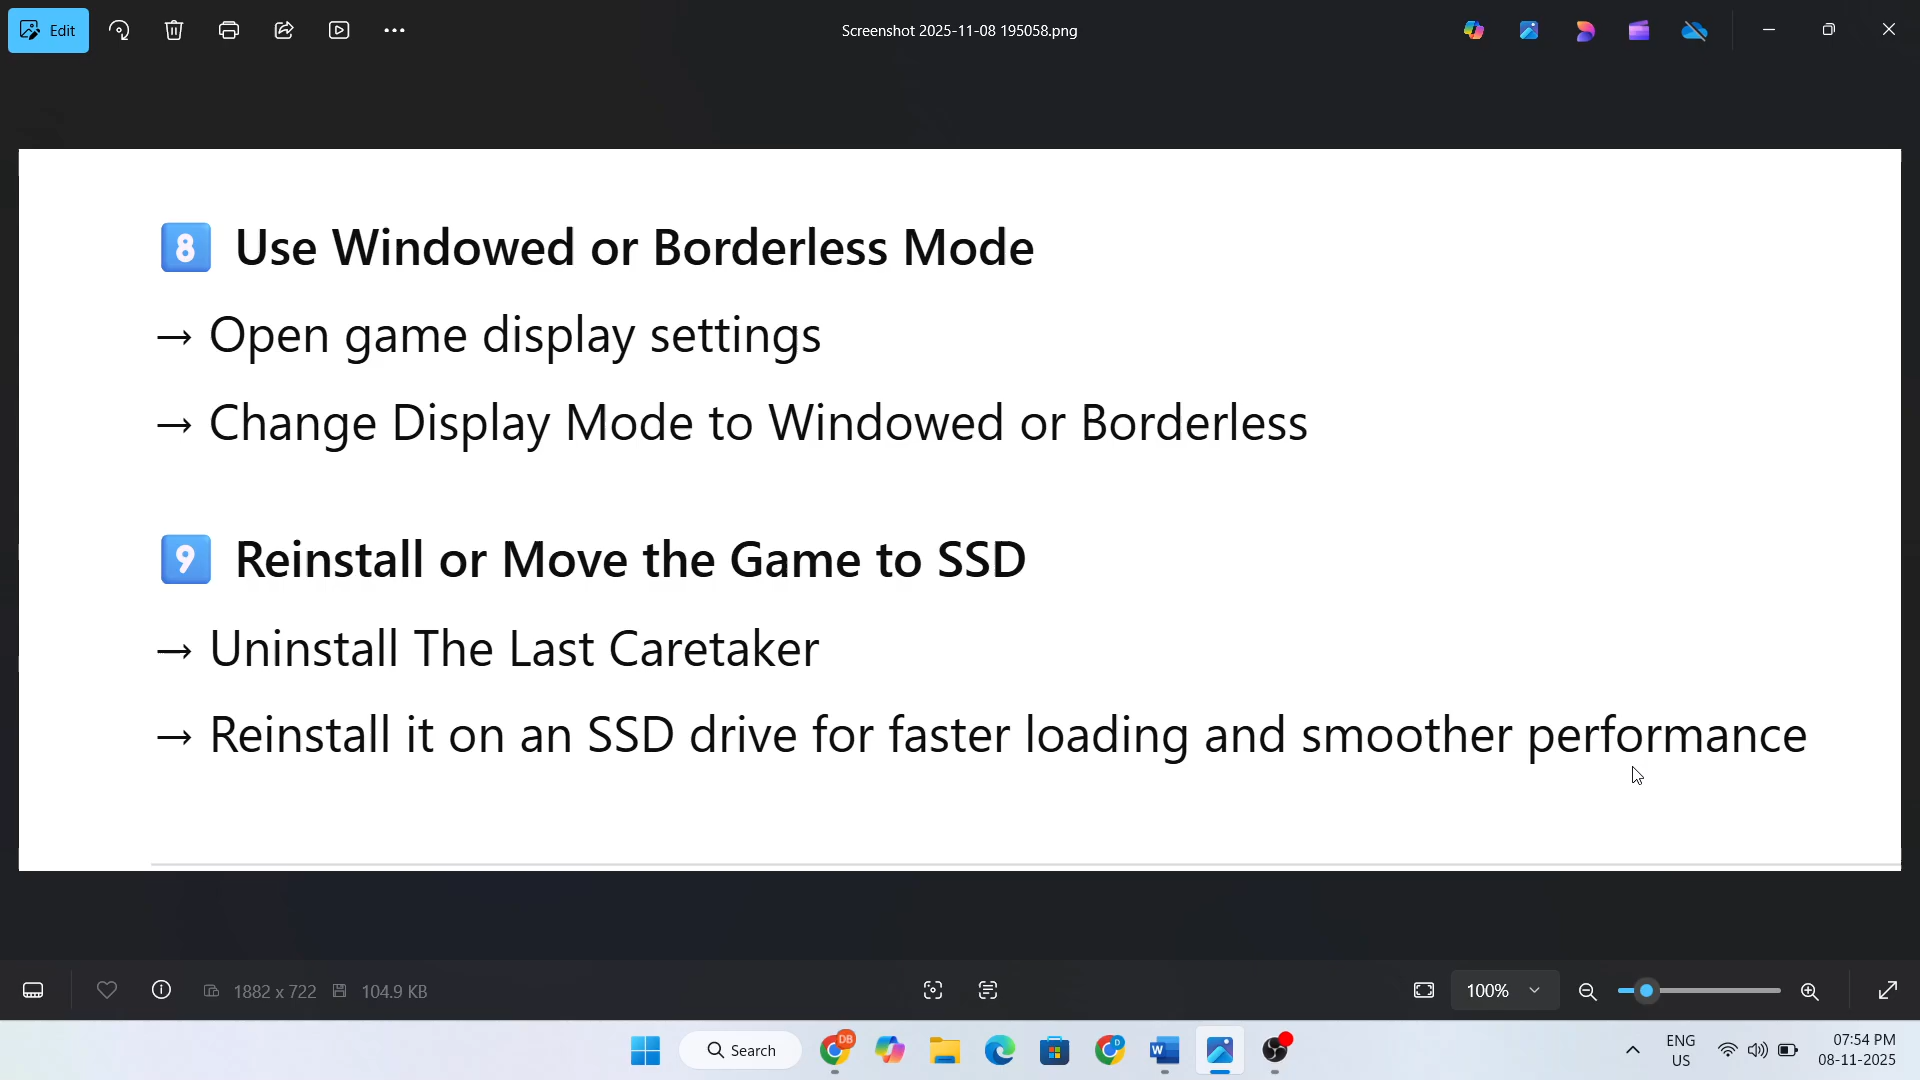 Edit
Screenshot 2025-11-08 195058.png
8 Use Windowed or Borderless Mode
→ Open game display settings
→ Change Display Mode to Windowed or Borderless
9 Reinstall or Move the Game to SSD
→ Uninstall The Last Caretaker
→ Reinstall it on an SSD drive for faster loading and smoother performance
1882 x 722 104.9 KB
100%
Search
DB
D
W
ENG
US
07:54 PM
08-11-2025